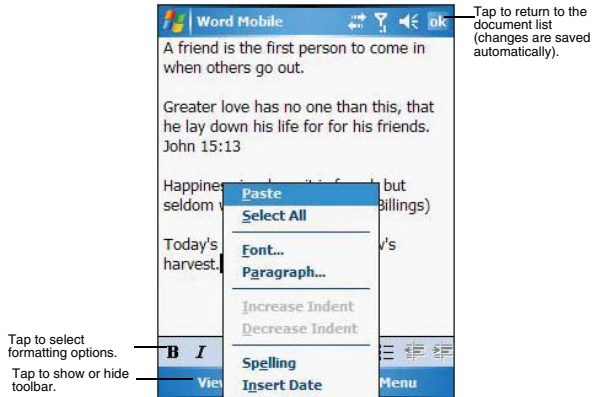 Word Mobile
ok
Tap to return to the
document list
(changes are saved
automatically).
A friend is the first person to come in
when others go out.
Greater love has no one than this, that
he lay down his life for for his friends.
John 15:13
but
seldom
Billings)
Today's
harvest.
Paste
Select All
Font...
Paragraph...
Increase Indent
Decrease Indent
Spelling
Insert Date
Tap to select
formatting options.
B I
Tap to show or hide
toolbar.
Menu